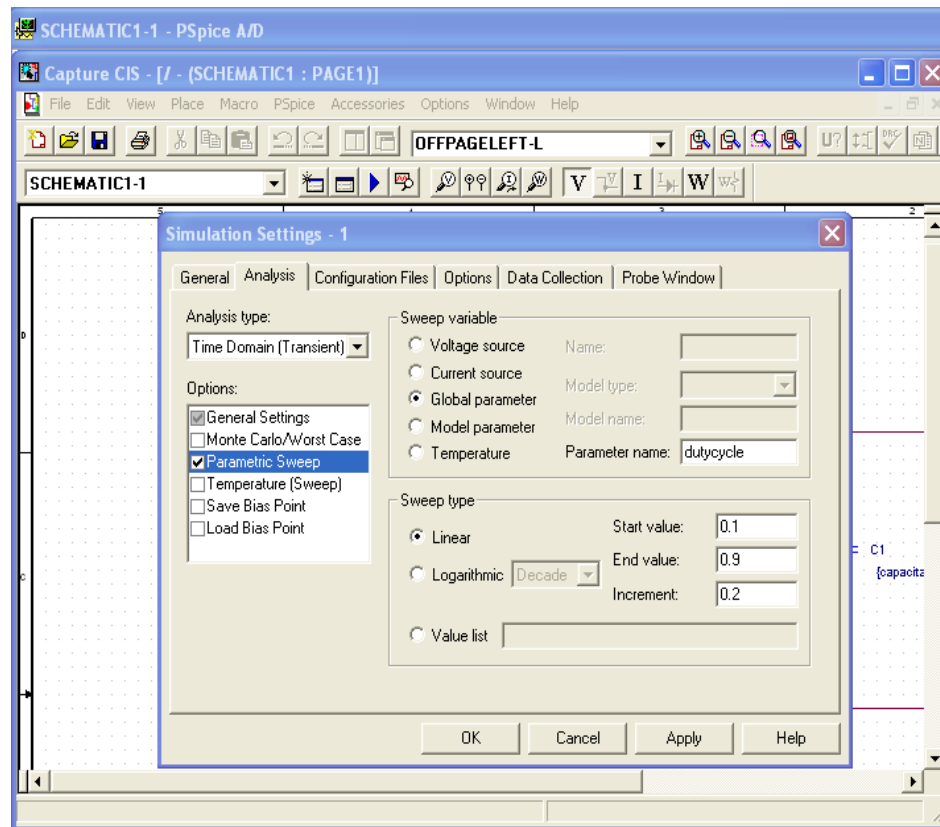 SCHEMATIC1-1 - PSpice A/D
Capture CIS - [/ - (SCHEMATIC1 : PAGE1)]
File Edit View Place Macro PSpice Accessories Options Window Help
OFFPAGELEFT-L
U?
DRC
SCHEMATIC1-1
V I W
5 4 3 2
Simulation Settings - 1
General Analysis Configuration Files Options Data Collection Probe Window
Analysis type:
Time Domain (Transient)
Options:
General Settings
Monte Carlo/Worst Case
Parametric Sweep
Temperature (Sweep)
Save Bias Point
Load Bias Point
Sweep variable
Voltage source
Current source
Global parameter
Model parameter
Temperature
Name:
Model type:
Model name:
Parameter name: dutycycle
Sweep type
Linear
Logarithmic Decade
Value list
Start value: 0.1
End value: 0.9
Increment: 0.2
OK Cancel Apply Help
D
C
C1
{capacita